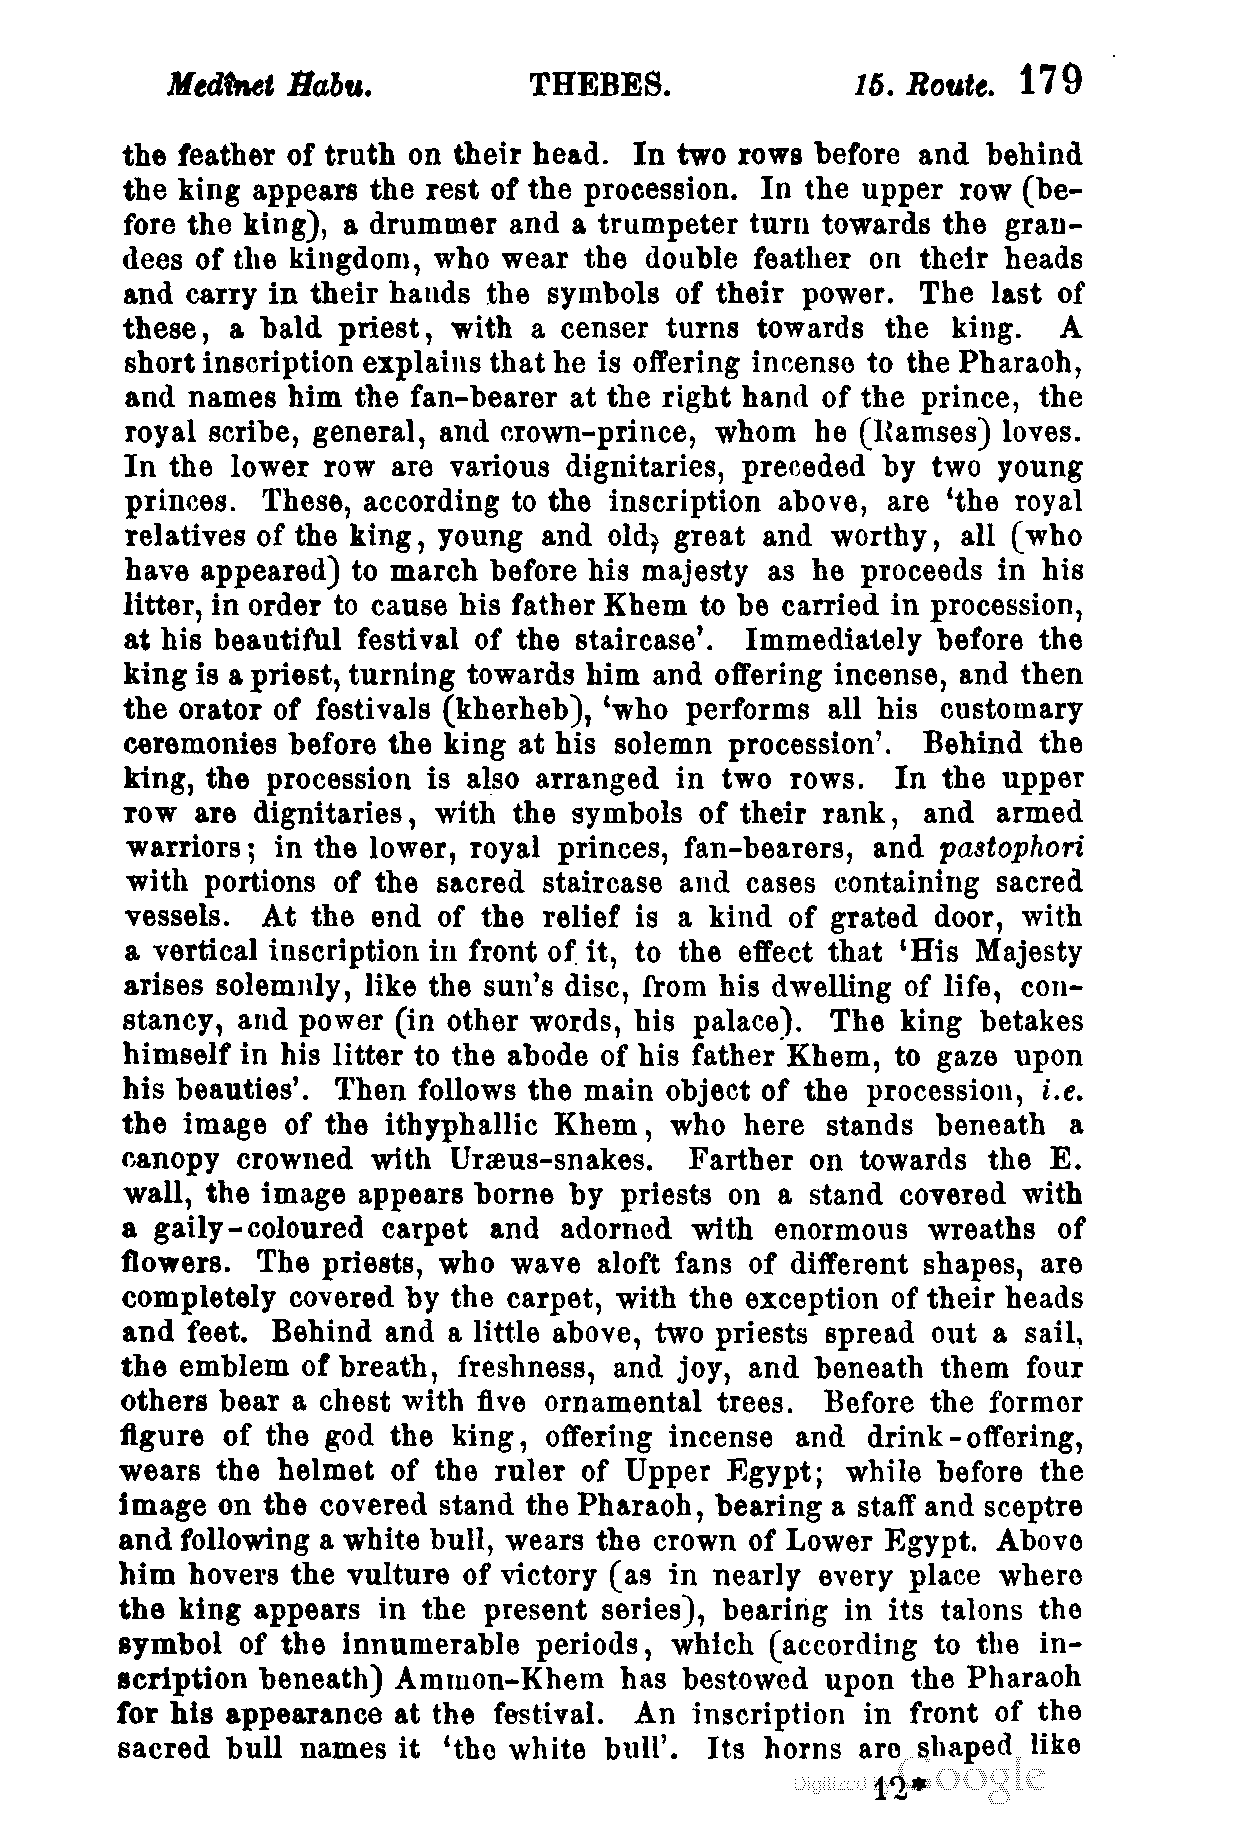 Medînet Habu. THEBES. 15. Route. 179
the feather of truth on their head. In two rows before and behind
the king appears the rest of the procession. In the upper row (be-
fore the king), a drummer and a trumpeter turn towards the gran-
dees of the kingdom, who wear the double feather on their heads
and carry in their hands the symbols of their power. The last of
these, a bald priest, with a censer turns towards the king. A
short inscription explains that he is offering incense to the Pharaoh,
and names him the fan-bearer at the right hand of the prince, the
royal scribe, general, and crown-prince, whom he (Ramses) loves.
In the lower row are various dignitaries, preceded by two young
princes. These, according to the inscription above, are ‘the royal
relatives of the king, young and old, great and worthy, all (who
have appeared) to march before his majesty as he proceeds in his
litter, in order to cause his father Khem to be carried in procession,
at his beautiful festival of the staircase’. Immediately before the
king is a priest, turning towards him and offering incense, and then
the orator of festivals (kherheb), ‘who performs all his customary
ceremonies before the king at his solemn procession’. Behind the
king, the procession is also arranged in two rows. In the upper
row are dignitaries, with the symbols of their rank, and armed
warriors; in the lower, royal princes, fan-bearers, and pastophori
with portions of the sacred staircase and cases containing sacred
vessels. At the end of the relief is a kind of grated door, with
a vertical inscription in front of it, to the effect that ‘His Majesty
arises solemnly, like the sun’s disc, from his dwelling of life, con-
stancy, and power (in other words, his palace). The king betakes
himself in his litter to the abode of his father Khem, to gaze upon
his beauties’. Then follows the main object of the procession, i.e.
the image of the ithyphallic Khem, who here stands beneath a
canopy crowned with Uræus-snakes. Farther on towards the E.
wall, the image appears borne by priests on a stand covered with
a gaily-coloured carpet and adorned with enormous wreaths of
flowers. The priests, who wave aloft fans of different shapes, are
completely covered by the carpet, with the exception of their heads
and feet. Behind and a little above, two priests spread out a sail,
the emblem of breath, freshness, and joy, and beneath them four
others bear a chest with five ornamental trees. Before the former
figure of the god the king, offering incense and drink-offering,
wears the helmet of the ruler of Upper Egypt; while before the
image on the covered stand the Pharaoh, bearing a staff and sceptre
and following a white bull, wears the crown of Lower Egypt. Above
him hovers the vulture of victory (as in nearly every place where
the king appears in the present series), bearing in its talons the
symbol of the innumerable periods, which (according to the in-
scription beneath) Ammon-Khem has bestowed upon the Pharaoh
for his appearance at the festival. An inscription in front of the
sacred bull names it ‘the white bull’. Its horns are shaped like
12*
Digitized by Google